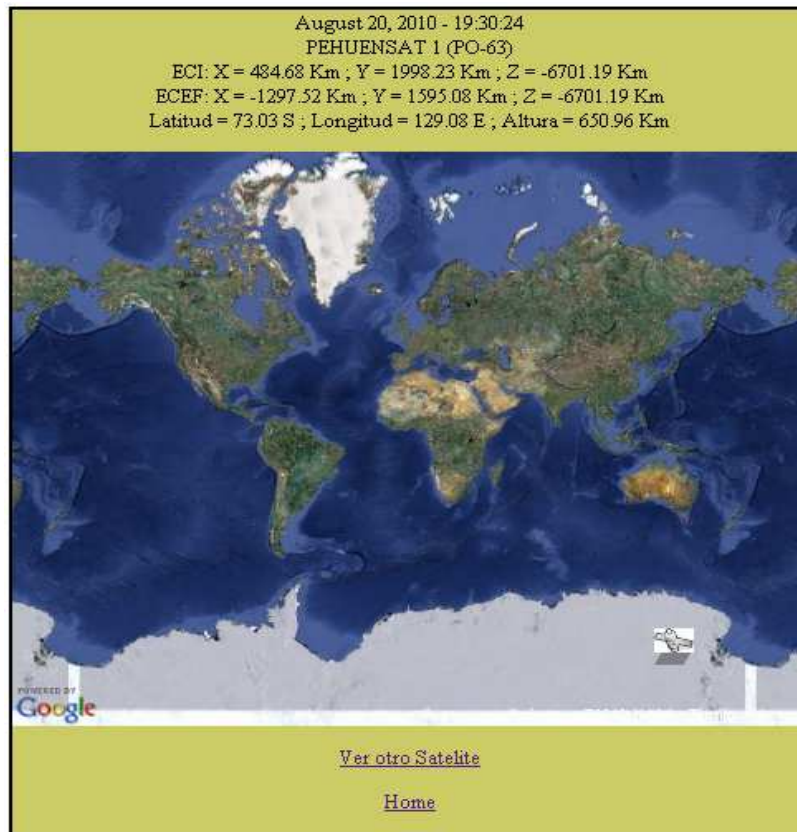 August 20, 2010 - 19:30:24
PEHUENSAT 1 (PO-63)
ECI: X = 484.68 Km ; Y = 1998.23 Km ; Z = -6701.19 Km
ECEF: X = -1297.52 Km ; Y = 1595.08 Km ; Z = -6701.19 Km
Latitud = 73.03 S ; Longitud = 129.08 E ; Altura = 650.96 Km
POWERED BY
Google
Ver otro Satelite
Home